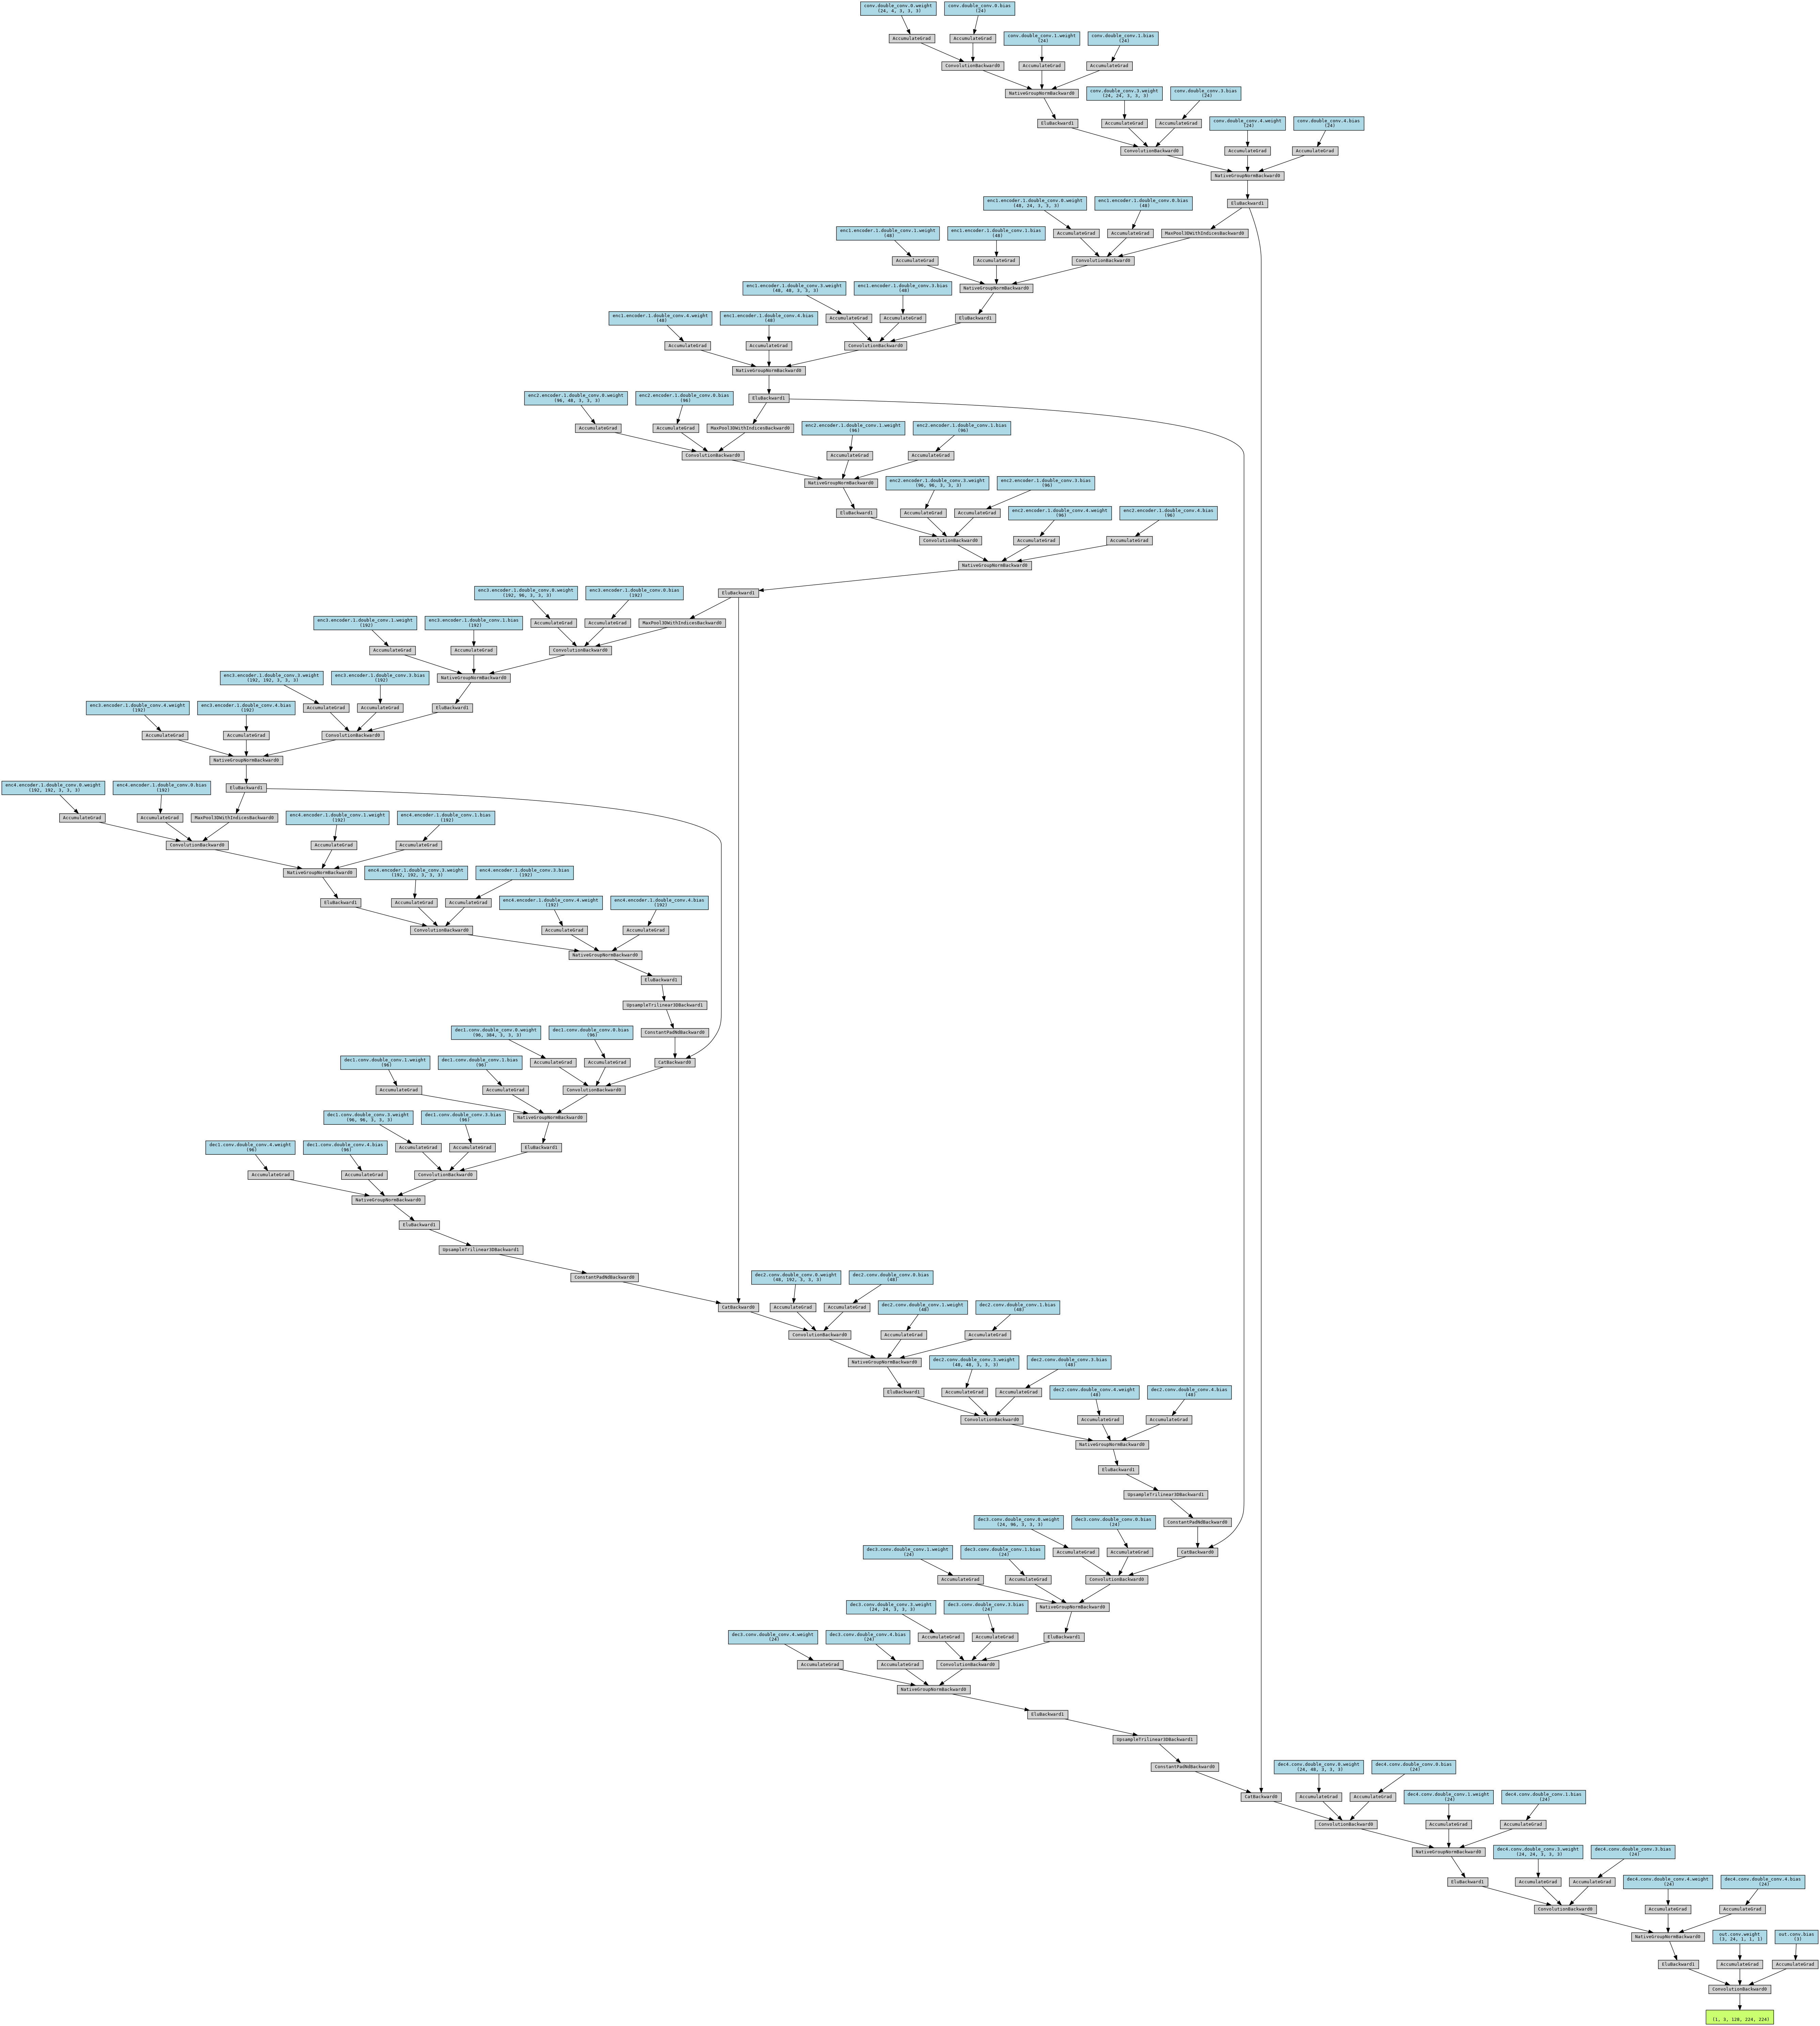 conv.double_conv.0.weight
(24, 4, 3, 3, 3)
conv.double_conv.0.bias
(24)
AccumulateGrad
AccumulateGrad
conv.double_conv.1.weight
(24)
conv.double_conv.1.bias
(24)
ConvolutionBackward0
AccumulateGrad
AccumulateGrad
NativeGroupNormBackward0
conv.double_conv.3.weight
(24, 24, 3, 3, 3)
conv.double_conv.3.bias
(24)
EluBackward1
AccumulateGrad
AccumulateGrad
conv.double_conv.4.weight
(24)
conv.double_conv.4.bias
(24)
ConvolutionBackward0
AccumulateGrad
AccumulateGrad
NativeGroupNormBackward0
enc1.encoder.1.double_conv.0.weight
(48, 24, 3, 3, 3)
enc1.encoder.1.double_conv.0.bias
(48)
EluBackward1
enc1.encoder.1.double_conv.1.weight
(48)
enc1.encoder.1.double_conv.1.bias
(48)
AccumulateGrad
AccumulateGrad
MaxPool3DWithIndicesBackward0
AccumulateGrad
AccumulateGrad
ConvolutionBackward0
enc1.encoder.1.double_conv.3.weight
(48, 48, 3, 3, 3)
enc1.encoder.1.double_conv.3.bias
(48)
NativeGroupNormBackward0
enc1.encoder.1.double_conv.4.weight
(48)
enc1.encoder.1.double_conv.4.bias
(48)
AccumulateGrad
AccumulateGrad
EluBackward1
AccumulateGrad
AccumulateGrad
ConvolutionBackward0
NativeGroupNormBackward0
enc2.encoder.1.double_conv.0.weight
(96, 48, 3, 3, 3)
enc2.encoder.1.double_conv.0.bias
(96)
EluBackward1
AccumulateGrad
AccumulateGrad
MaxPool3DWithIndicesBackward0
enc2.encoder.1.double_conv.1.weight
(96)
enc2.encoder.1.double_conv.1.bias
(96)
ConvolutionBackward0
AccumulateGrad
AccumulateGrad
NativeGroupNormBackward0
enc2.encoder.1.double_conv.3.weight
(96, 96, 3, 3, 3)
enc2.encoder.1.double_conv.3.bias
(96)
EluBackward1
AccumulateGrad
AccumulateGrad
enc2.encoder.1.double_conv.4.weight
(96)
enc2.encoder.1.double_conv.4.bias
(96)
ConvolutionBackward0
AccumulateGrad
AccumulateGrad
NativeGroupNormBackward0
enc3.encoder.1.double_conv.0.weight
(192, 96, 3, 3, 3)
enc3.encoder.1.double_conv.0.bias
(192)
EluBackward1
enc3.encoder.1.double_conv.1.weight
(192)
enc3.encoder.1.double_conv.1.bias
(192)
AccumulateGrad
AccumulateGrad
MaxPool3DWithIndicesBackward0
AccumulateGrad
AccumulateGrad
ConvolutionBackward0
enc3.encoder.1.double_conv.3.weight
(192, 192, 3, 3, 3)
enc3.encoder.1.double_conv.3.bias
(192)
NativeGroupNormBackward0
enc3.encoder.1.double_conv.4.weight
(192)
enc3.encoder.1.double_conv.4.bias
(192)
AccumulateGrad
AccumulateGrad
EluBackward1
AccumulateGrad
AccumulateGrad
ConvolutionBackward0
NativeGroupNormBackward0
enc4.encoder.1.double_conv.0.weight
(192, 192, 3, 3, 3)
enc4.encoder.1.double_conv.0.bias
(192)
EluBackward1
AccumulateGrad
AccumulateGrad
MaxPool3DWithIndicesBackward0
enc4.encoder.1.double_conv.1.weight
(192)
enc4.encoder.1.double_conv.1.bias
(192)
ConvolutionBackward0
AccumulateGrad
AccumulateGrad
NativeGroupNormBackward0
enc4.encoder.1.double_conv.3.weight
(192, 192, 3, 3, 3)
enc4.encoder.1.double_conv.3.bias
(192)
EluBackward1
AccumulateGrad
AccumulateGrad
enc4.encoder.1.double_conv.4.weight
(192)
enc4.encoder.1.double_conv.4.bias
(192)
ConvolutionBackward0
AccumulateGrad
AccumulateGrad
NativeGroupNormBackward0
EluBackward1
UpsampleTrilinear3DBackward1
dec1.conv.double_conv.0.weight
(96, 384, 3, 3, 3)
dec1.conv.double_conv.0.bias
(96)
ConstantPadNdBackward0
dec1.conv.double_conv.1.weight
(96)
dec1.conv.double_conv.1.bias
(96)
AccumulateGrad
AccumulateGrad
CatBackward0
AccumulateGrad
AccumulateGrad
ConvolutionBackward0
dec1.conv.double_conv.3.weight
(96, 96, 3, 3, 3)
dec1.conv.double_conv.3.bias
(96)
NativeGroupNormBackward0
dec1.conv.double_conv.4.weight
(96)
dec1.conv.double_conv.4.bias
(96)
AccumulateGrad
AccumulateGrad
EluBackward1
AccumulateGrad
AccumulateGrad
ConvolutionBackward0
NativeGroupNormBackward0
EluBackward1
UpsampleTrilinear3DBackward1
ConstantPadNdBackward0
dec2.conv.double_conv.0.weight
(48, 192, 3, 3, 3)
dec2.conv.double_conv.0.bias
(48)
CatBackward0
AccumulateGrad
AccumulateGrad
dec2.conv.double_conv.1.weight
(48)
dec2.conv.double_conv.1.bias
(48)
ConvolutionBackward0
AccumulateGrad
AccumulateGrad
NativeGroupNormBackward0
dec2.conv.double_conv.3.weight
(48, 48, 3, 3, 3)
dec2.conv.double_conv.3.bias
(48)
EluBackward1
AccumulateGrad
AccumulateGrad
dec2.conv.double_conv.4.weight
(48)
dec2.conv.double_conv.4.bias
(48)
ConvolutionBackward0
AccumulateGrad
AccumulateGrad
NativeGroupNormBackward0
EluBackward1
UpsampleTrilinear3DBackward1
dec3.conv.double_conv.0.weight
(24, 96, 3, 3, 3)
dec3.conv.double_conv.0.bias
(24)
ConstantPadNdBackward0
dec3.conv.double_conv.1.weight
(24)
dec3.conv.double_conv.1.bias
(24)
AccumulateGrad
AccumulateGrad
CatBackward0
AccumulateGrad
AccumulateGrad
ConvolutionBackward0
dec3.conv.double_conv.3.weight
(24, 24, 3, 3, 3)
dec3.conv.double_conv.3.bias
(24)
NativeGroupNormBackward0
dec3.conv.double_conv.4.weight
(24)
dec3.conv.double_conv.4.bias
(24)
AccumulateGrad
AccumulateGrad
EluBackward1
AccumulateGrad
AccumulateGrad
ConvolutionBackward0
NativeGroupNormBackward0
EluBackward1
UpsampleTrilinear3DBackward1
ConstantPadNdBackward0
dec4.conv.double_conv.0.weight
(24, 48, 3, 3, 3)
dec4.conv.double_conv.0.bias
(24)
CatBackward0
AccumulateGrad
AccumulateGrad
dec4.conv.double_conv.1.weight
(24)
dec4.conv.double_conv.1.bias
(24)
ConvolutionBackward0
AccumulateGrad
AccumulateGrad
NativeGroupNormBackward0
dec4.conv.double_conv.3.weight
(24, 24, 3, 3, 3)
dec4.conv.double_conv.3.bias
(24)
EluBackward1
AccumulateGrad
AccumulateGrad
dec4.conv.double_conv.4.weight
(24)
dec4.conv.double_conv.4.bias
(24)
ConvolutionBackward0
AccumulateGrad
AccumulateGrad
NativeGroupNormBackward0
out.conv.weight
(3, 24, 1, 1, 1)
out.conv.bias
(3)
EluBackward1
AccumulateGrad
AccumulateGrad
ConvolutionBackward0
(1, 3, 128, 224, 224)